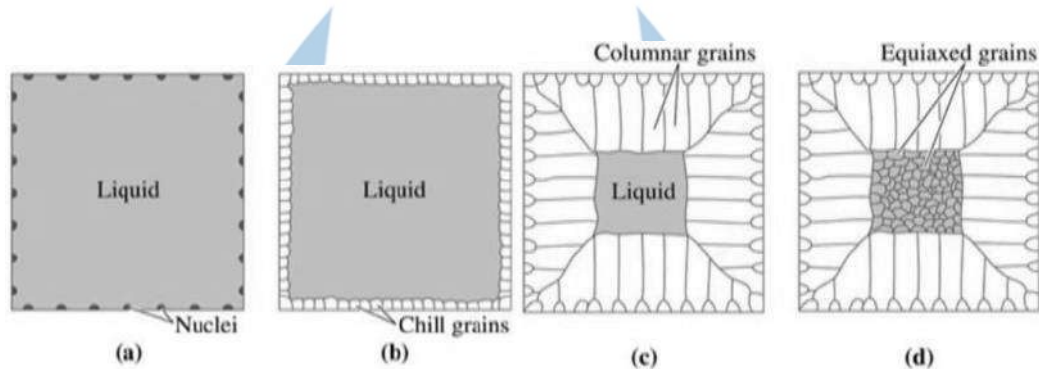 Columnar grains
Equiaxed grains
Liquid
Liquid
Liquid
Nuclei
Chill grains
(a)
(b)
(c)
(d)